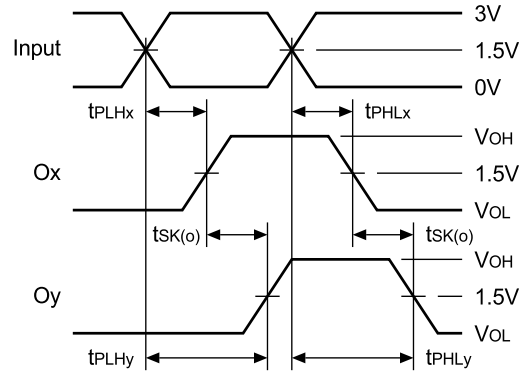 3V
Input
1.5V
0V
tPLHx
tPHLx
VOH
Ox
1.5V
VOL
tSK(o)
tSK(o)
VOH
Oy
1.5V
VOL
tPLHy
tPHLy